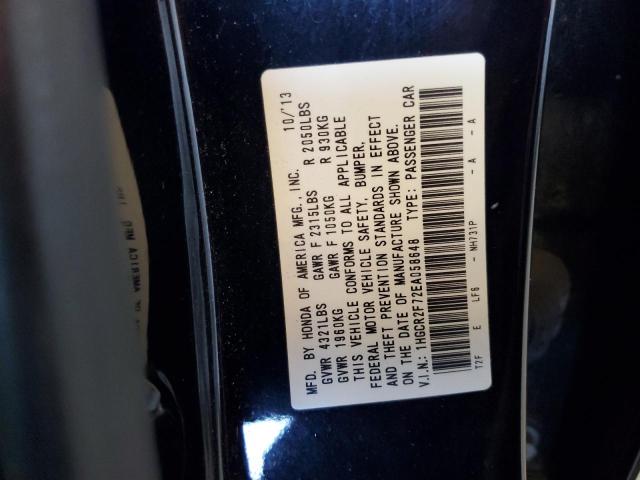 MFD. BY HONDA OF AMERICA MFG., INC. 10/'13
GVWR 4321LBS GAWR F 2315LBS R 2050LBS
GVWR 1960KG GAWR F 1050KG R 930KG
THIS VEHICLE CONFORMS TO ALL APPLICABLE
FEDERAL MOTOR VEHICLE SAFETY, BUMPER,
AND THEFT PREVENTION STANDARDS IN EFFECT
ON THE DATE OF MANUFACTURE SHOWN ABOVE.
V.I.N.: 1HGCR2F72EA058648 TYPE: PASSENGER CAR
T2F E LF6 - NH731P - A - A